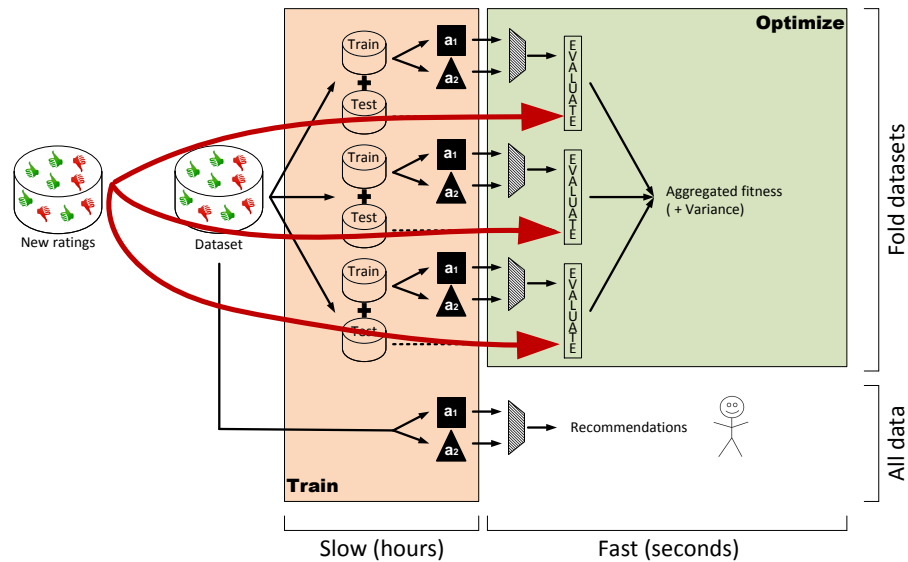 Optimize
Train
a1
a2
EVALUATE
Test
Train
a1
a2
EVALUATE
Test
New ratings
Dataset
Aggregated fitness
( + Variance)
Train
a1
a2
EVALUATE
Test
Fold datasets
a1
a2
Recommendations
All data
Train
Slow (hours)
Fast (seconds)